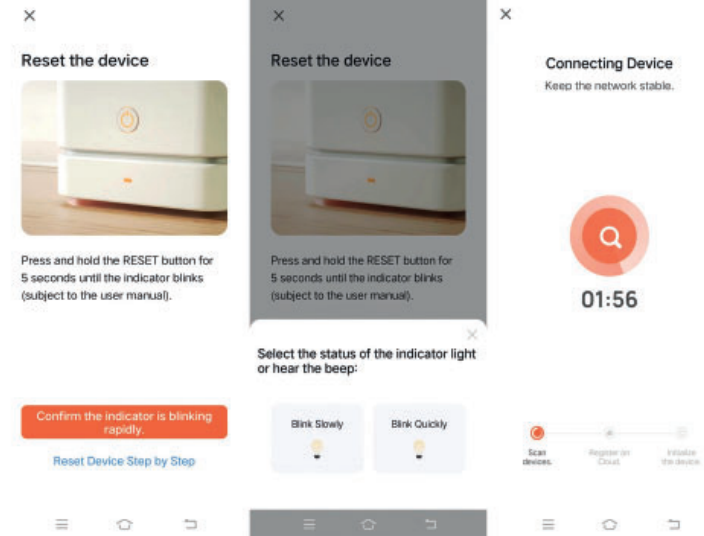 Reset the device
Press and hold the RESET button for
5 seconds until the indicator blinks
(subject to the user manual).
Confirm the indicator is blinking
rapidly.
Reset Device Step by Step
Reset the device
Press and hold the RESET button for
5 seconds until the indicator blinks
(subject to the user manual).
Select the status of the indicator light
or hear the beep:
Blink Slowly
Blink Quickly
Connecting Device
Keep the network stable.
01:56
Scan
devices.
Register on
Cloud.
Initialize
the device.